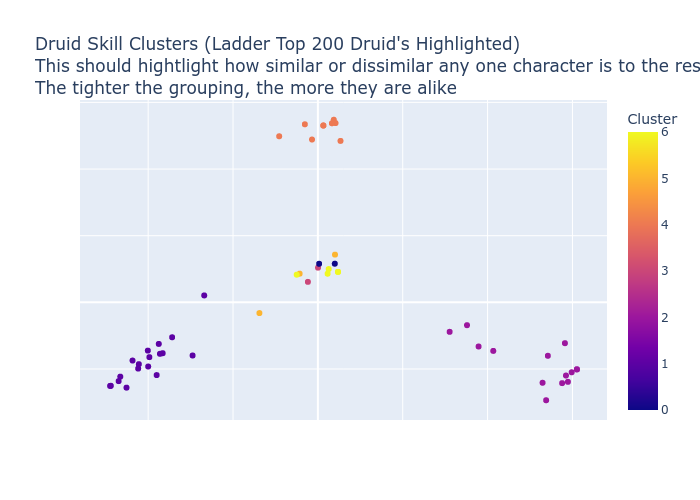 Druid Skill Clusters (Ladder Top 200 Druid's Highlighted)
This should hightlight how similar or dissimilar any one character is to the res
The tighter the grouping, the more they are alike
Cluster
6
5
4
3
2
1
0